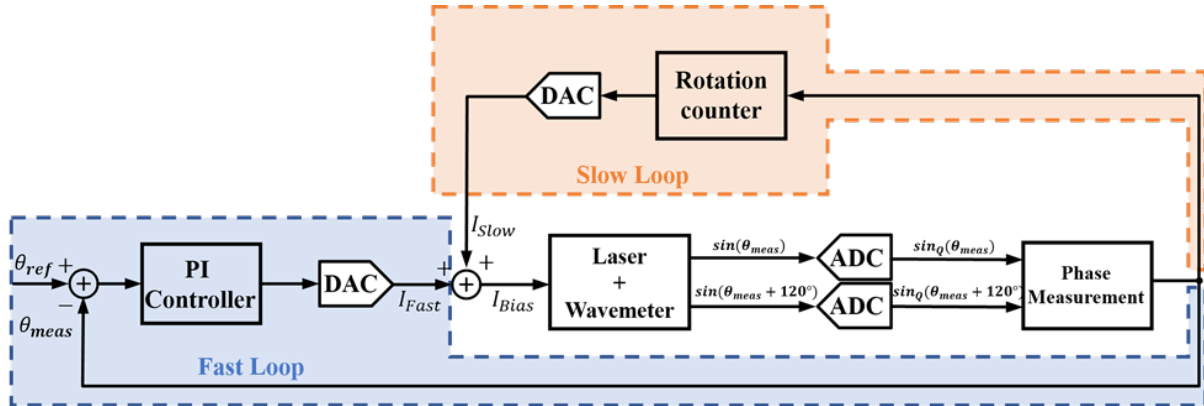 Rotation
counter
DAC
Slow Loop
I_Slow
θ_ref +
−
θ_meas
PI
Controller
DAC
I_Fast
+
+
+
+
I_Bias
Laser
+
Wavemeter
sin(θ_meas)
sin(θ_meas + 120°)
ADC
ADC
sin_Q(θ_meas)
sin_Q(θ_meas + 120°)
Phase
Measurement
Fast Loop